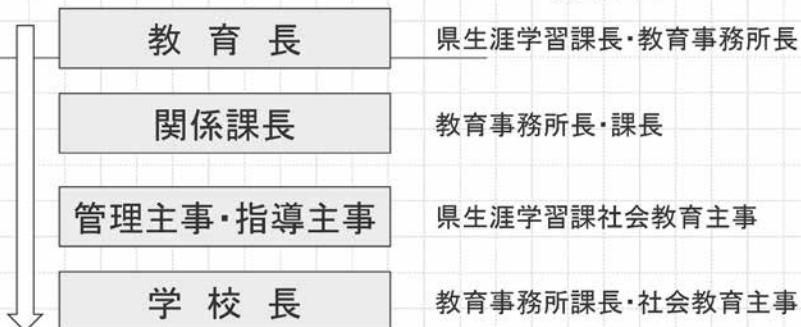 教育長 県生涯学習課長・教育事務所長
関係課長 教育事務所長・課長
管理主事・指導主事 県生涯学習課社会教育主事
学校長 教育事務所課長・社会教育主事